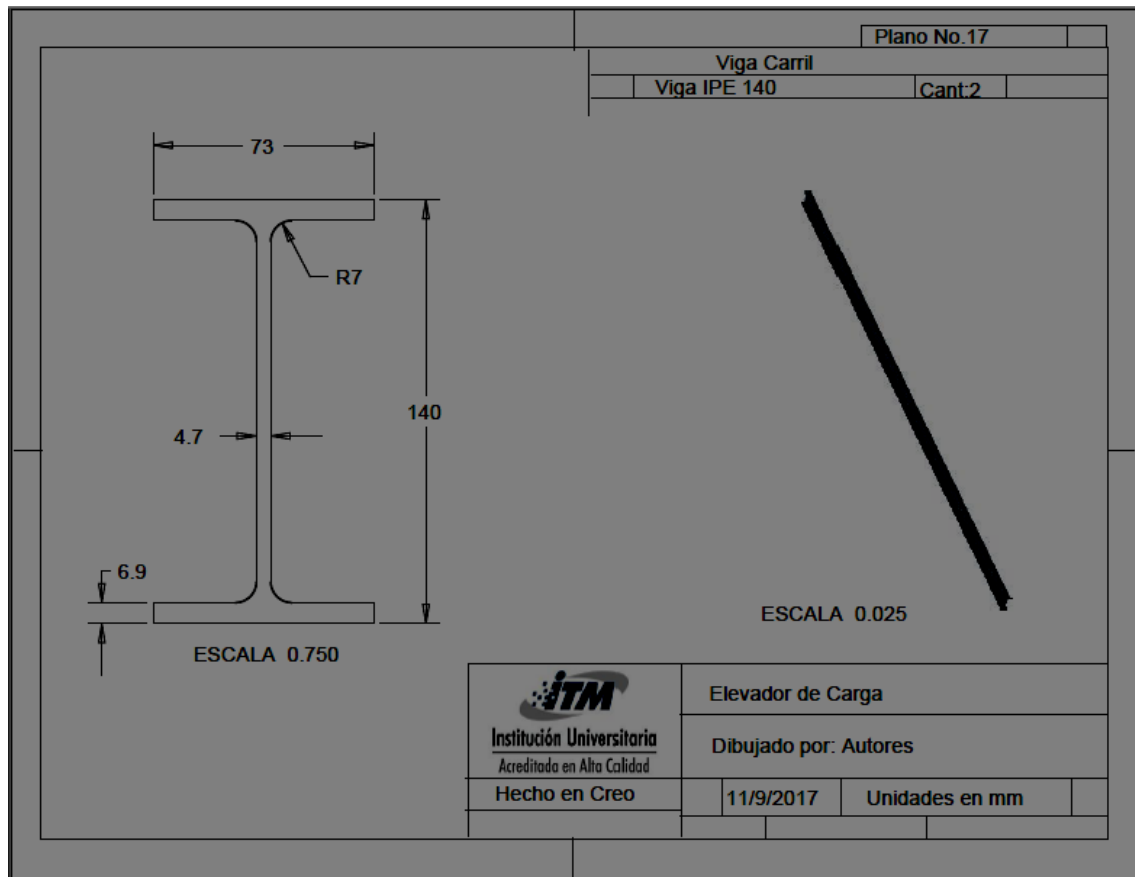 Plano No.17
Viga Carril
Viga IPE 140
Cant:2
73
R7
140
4.7
6.9
ESCALA 0.750
ESCALA 0.025
iTM
Institución Universitaria
Acreditada en Alta Calidad
Hecho en Creo
Elevador de Carga
Dibujado por: Autores
11/9/2017
Unidades en mm